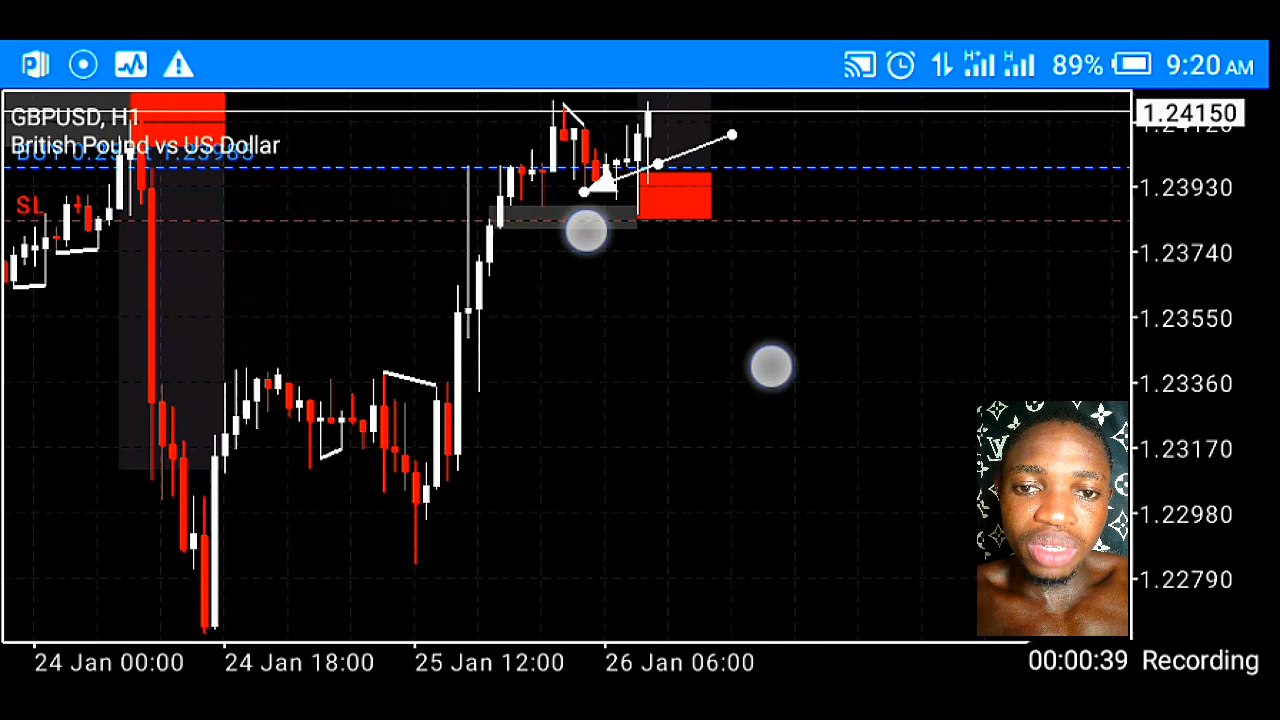 89% 9:20 AM
GBPUSD, H1
British Pound vs US Dollar
SL
1.24150
1.24120
1.23930
1.23740
1.23550
1.23360
1.23170
1.22980
1.22790
24 Jan 00:00
24 Jan 18:00
25 Jan 12:00
26 Jan 06:00
00:00:39 Recording